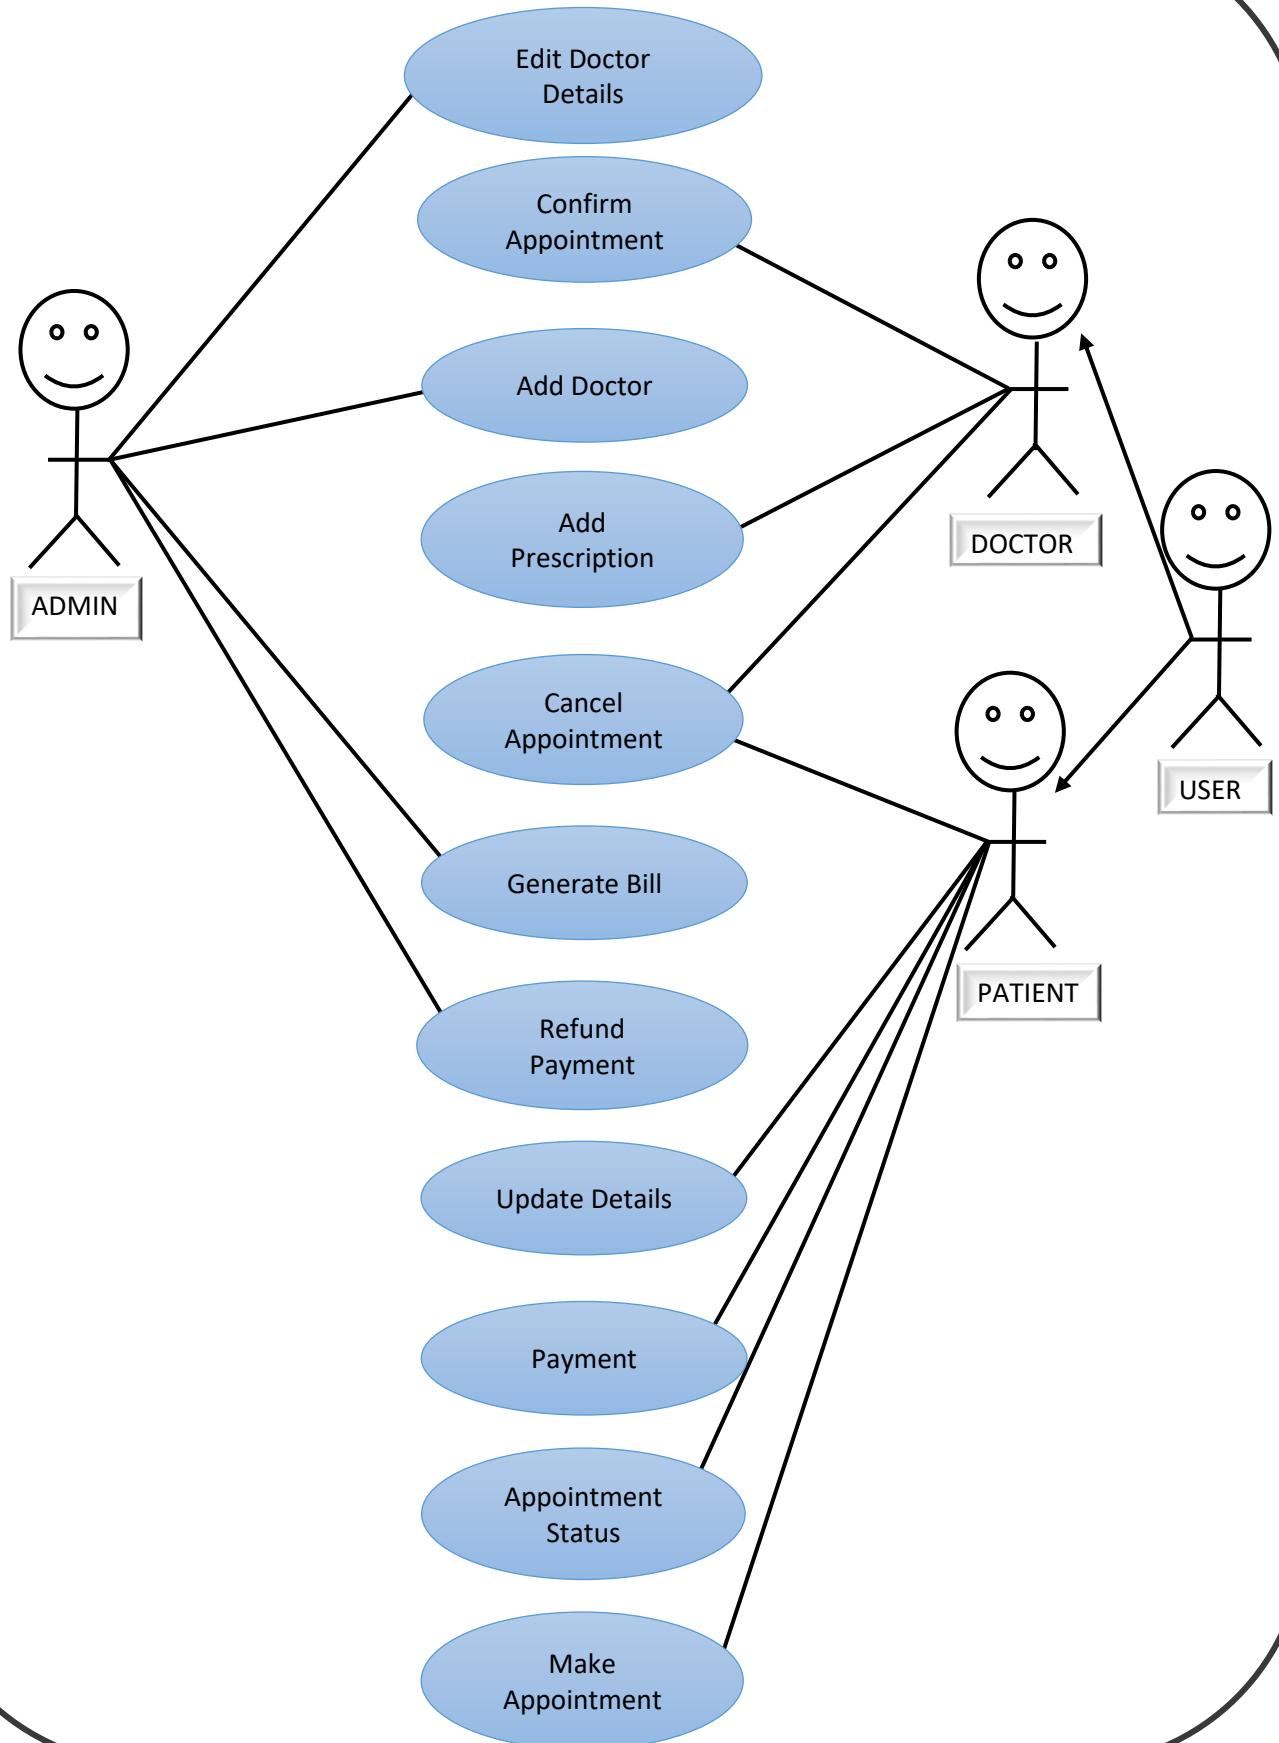 Edit Doctor
Details
Confirm
Appointment
Add Doctor
Add
Prescription
DOCTOR
ADMIN
Cancel
Appointment
USER
Generate Bill
PATIENT
Refund
Payment
Update Details
Payment
Appointment
Status
Make
Appointment